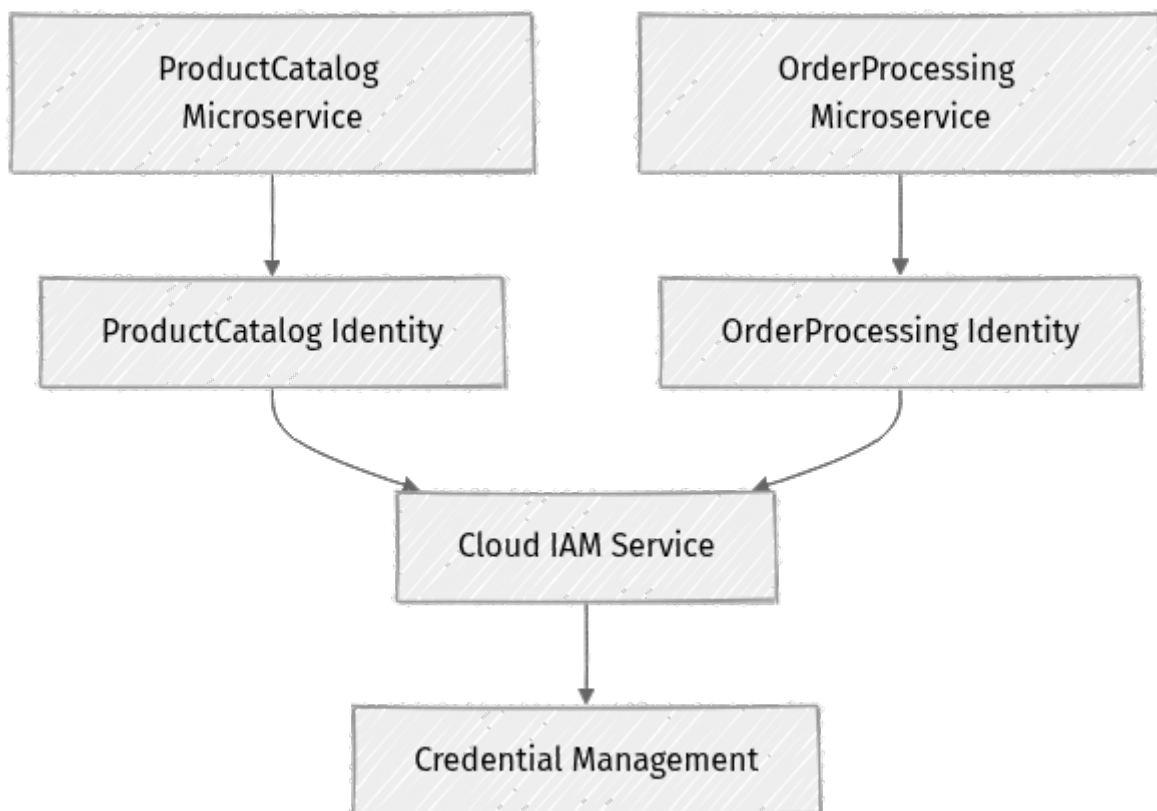 ProductCatalog
Microservice
OrderProcessing
Microservice
ProductCatalog Identity
OrderProcessing Identity
Cloud IAM Service
Credential Management